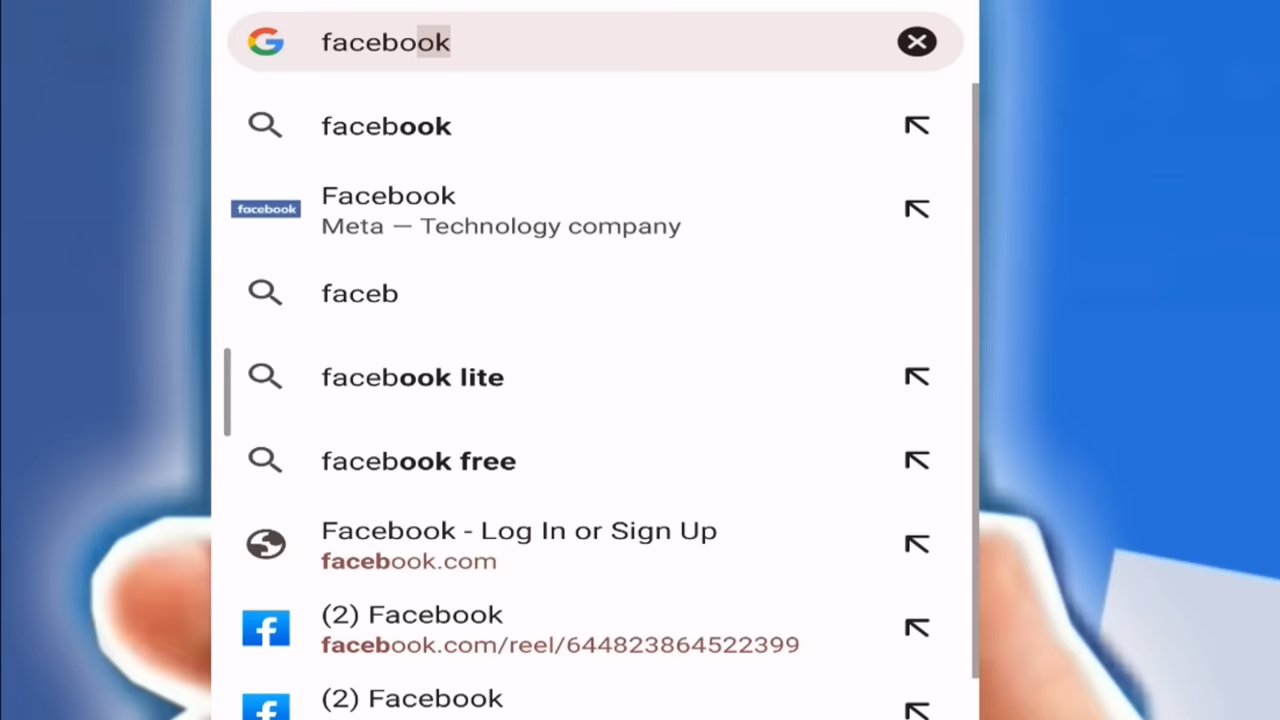 facebook
facebook
Facebook
facebook
Meta — Technology company
faceb
facebook lite
facebook free
Facebook - Log In or Sign Up
facebook.com
(2) Facebook
facebook.com/reel/644823864522399
(2) Facebook